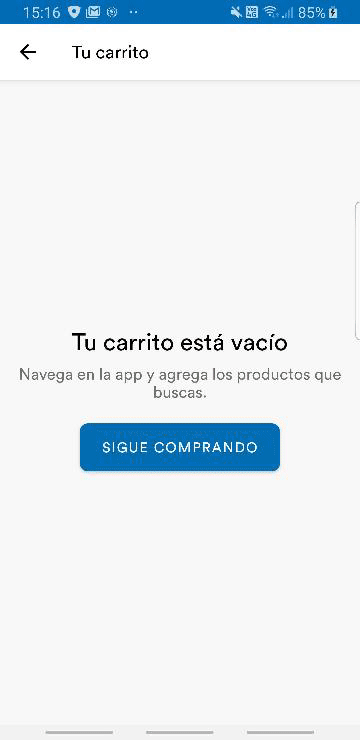 15:16 85%
Tu carrito
Tu carrito está vacío
Navega en la app y agrega los productos que
buscas.
SIGUE COMPRANDO